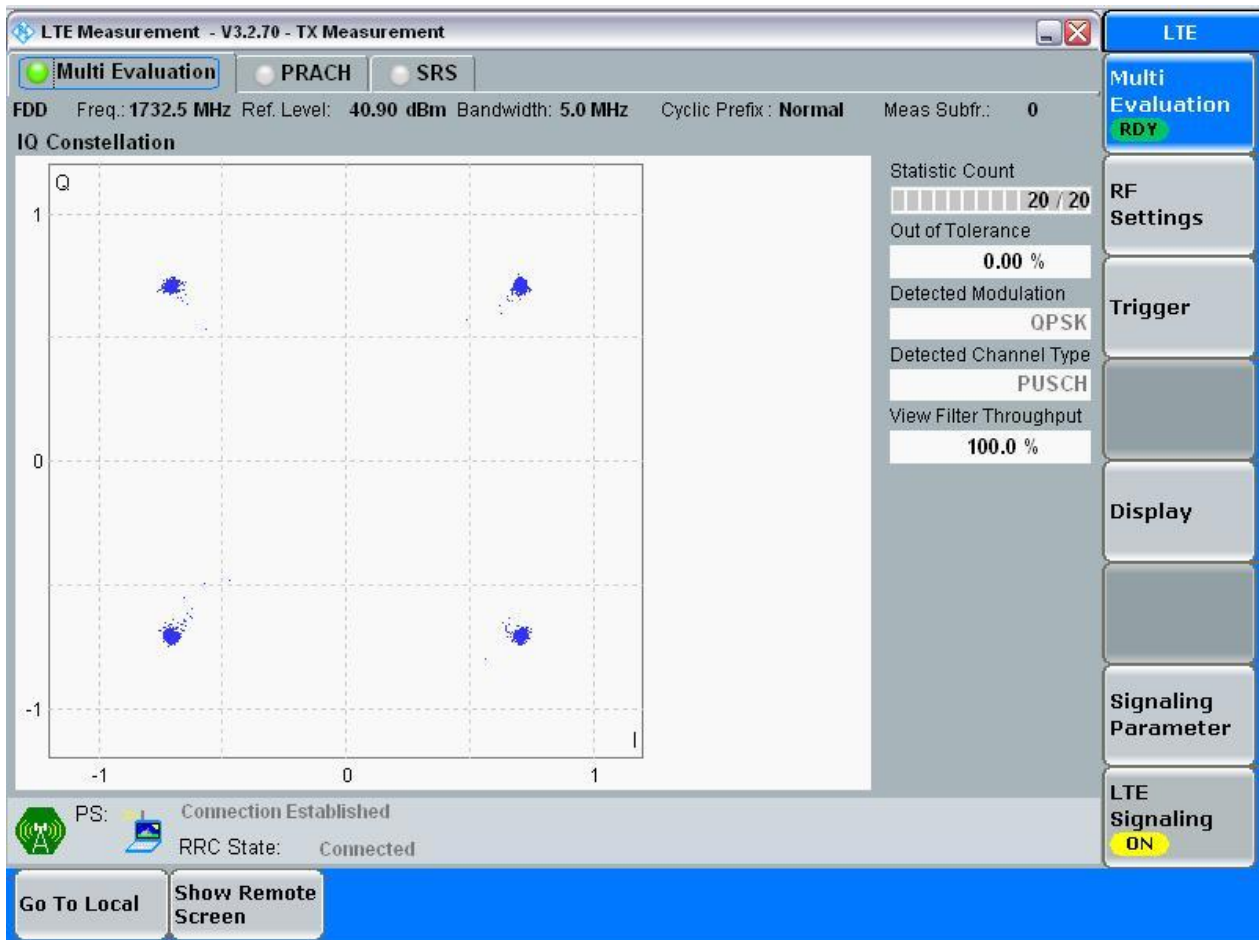 LTE Measurement - V3.2.70 - TX Measurement
LTE
Multi Evaluation PRACH SRS
FDD Freq.: 1732.5 MHz Ref. Level: 40.90 dBm Bandwidth: 5.0 MHz Cyclic Prefix : Normal Meas Subfr.: 0
IQ Constellation
Q
1
0
-1
I
-1 0 1
Statistic Count
20 / 20
Out of Tolerance
0.00 %
Detected Modulation
QPSK
Detected Channel Type
PUSCH
View Filter Throughput
100.0 %
Multi
Evaluation
RDY
RF
Settings
Trigger
Display
Signaling
Parameter
LTE
Signaling
ON
PS: Connection Established
RRC State: Connected
Go To Local
Show Remote
Screen